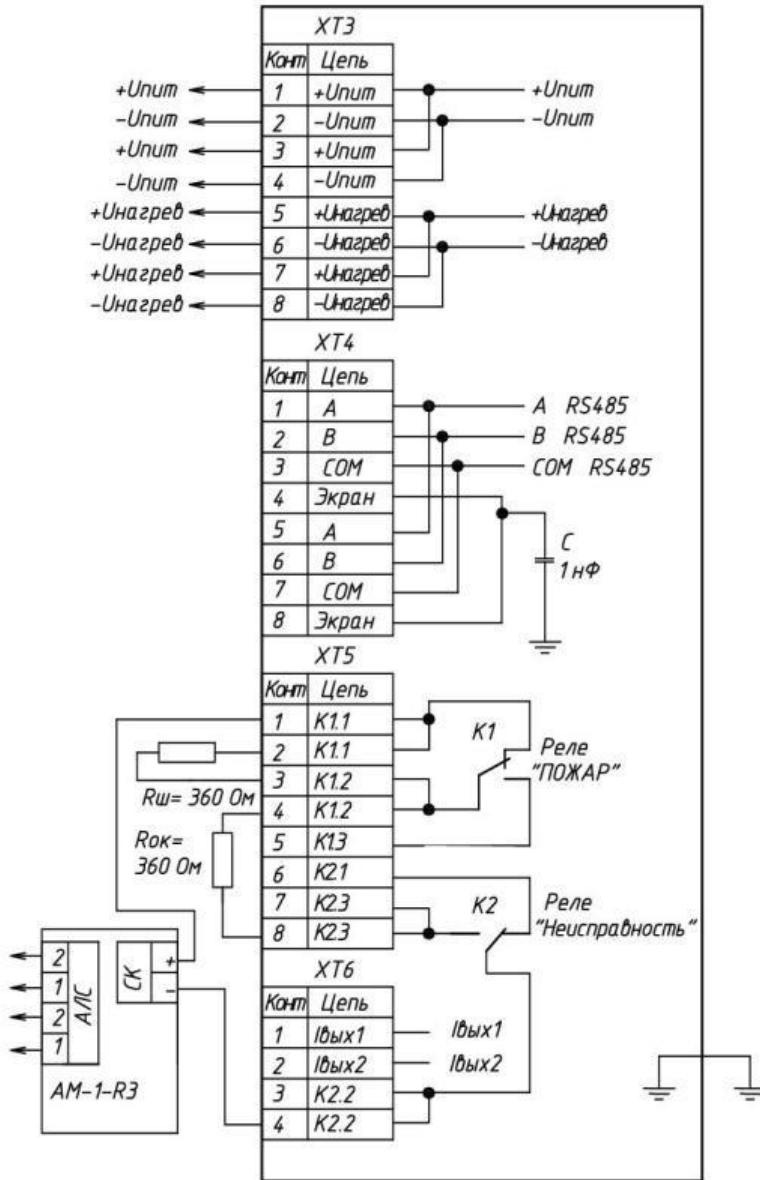 XT3
Конт Цепь
+Uпит 1 +Uпит +Uпит
-Uпит 2 -Uпит -Uпит
+Uпит 3 +Uпит
-Uпит 4 -Uпит
+Uнагрев 5 +Uнагрев +Uнагрев
-Uнагрев 6 -Uнагрев -Uнагрев
+Uнагрев 7 +Uнагрев
-Uнагрев 8 -Uнагрев
XT4
Конт Цепь
1 A A RS485
2 B B RS485
3 COM COM RS485
4 Экран
5 A
6 B
7 COM
8 Экран
C
1 нФ
XT5
Конт Цепь
1 K1.1
2 K1.1
3 K1.2
4 K1.2
5 K1.3
6 K2.1
7 K2.3
8 K2.3
K1
Реле
"ПОЖАР"
Rш= 360 Ом
Rок=
360 Ом
K2
Реле
"Неисправность"
XT6
Конт Цепь
1 Iвых1 Iвых1
2 Iвых2 Iвых2
3 K2.2
4 K2.2
2
1
2
1
АЛС
СК
+
-
АМ-1-R3